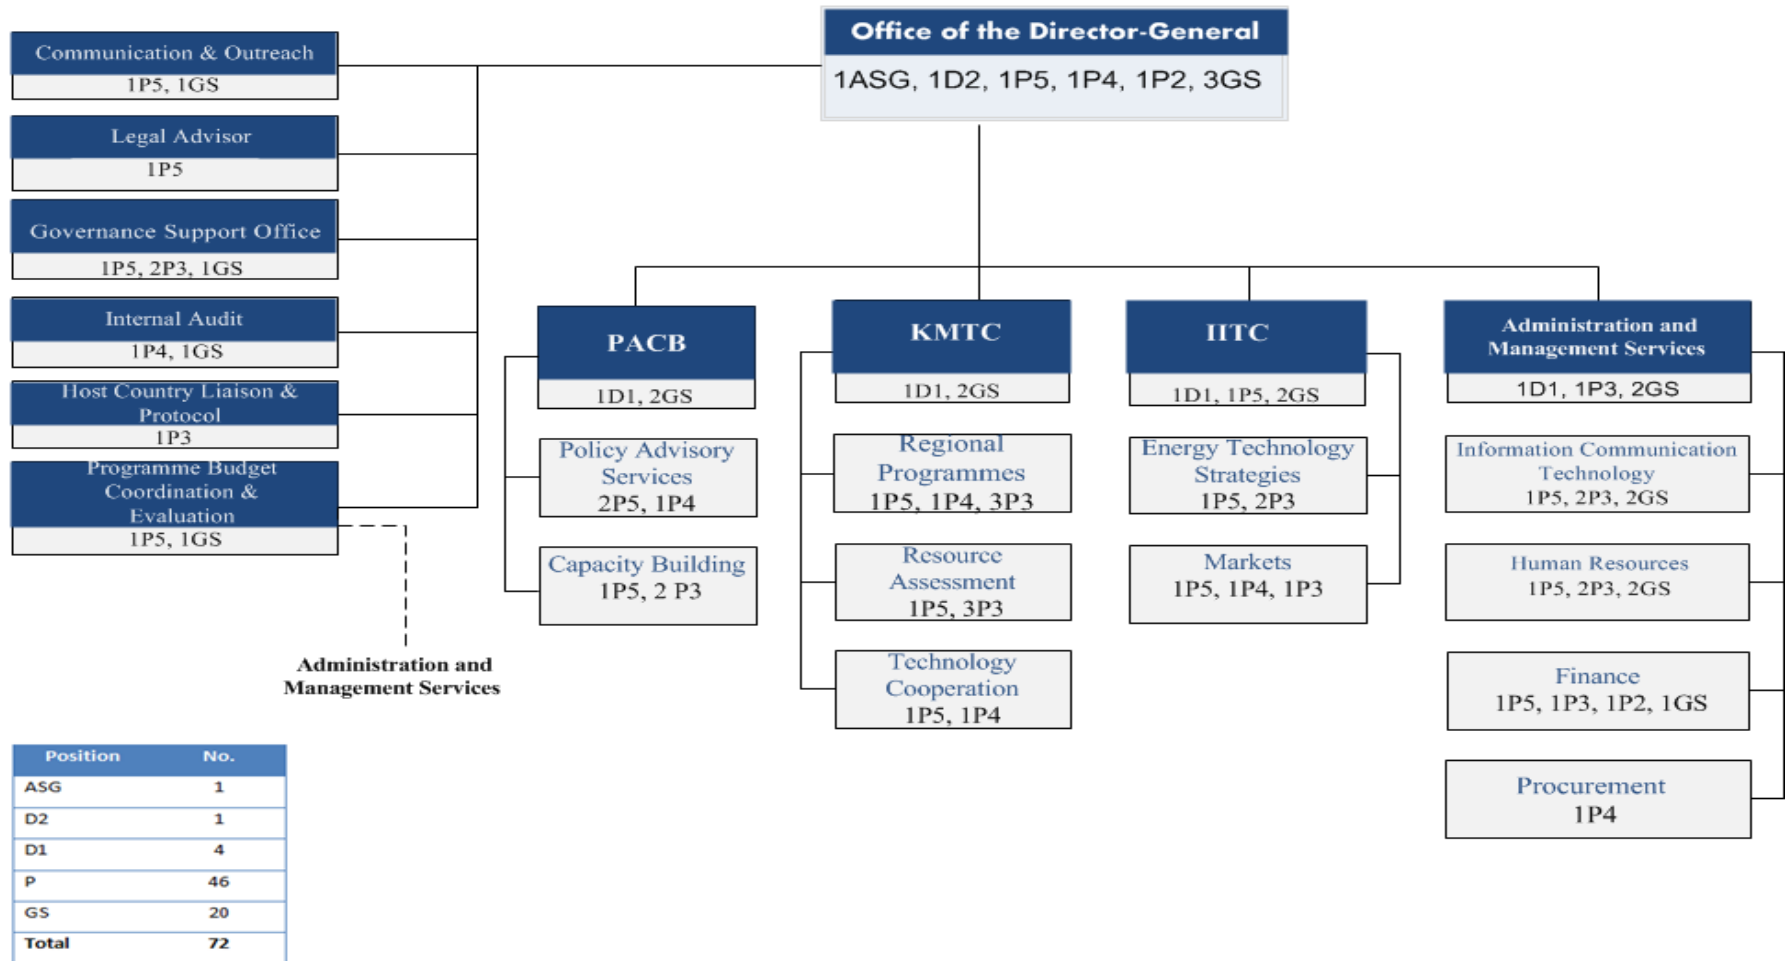 Office of the Director-General
1ASG, 1D2, 1P5, 1P4, 1P2, 3GS
Communication & Outreach
1P5, 1GS
Legal Advisor
1P5
Governance Support Office
1P5, 2P3, 1GS
Internal Audit
1P4, 1GS
Host Country Liaison &
Protocol
1P3
Programme Budget
Coordination &
Evaluation
1P5, 1GS
Administration and
Management Services
PACB
1D1, 2GS
Policy Advisory
Services
2P5, 1P4
Capacity Building
1P5, 2 P3
KMTC
1D1, 2GS
Regional
Programmes
1P5, 1P4, 3P3
Resource
Assessment
1P5, 3P3
Technology
Cooperation
1P5, 1P4
IITC
1D1, 1P5, 2GS
Energy Technology
Strategies
1P5, 2P3
Markets
1P5, 1P4, 1P3
Administration and
Management Services
1D1, 1P3, 2GS
Information Communication
Technology
1P5, 2P3, 2GS
Human Resources
1P5, 2P3, 2GS
Finance
1P5, 1P3, 1P2, 1GS
Procurement
1P4
Position No.
ASG 1
D2 1
D1 4
P 46
GS 20
Total 72